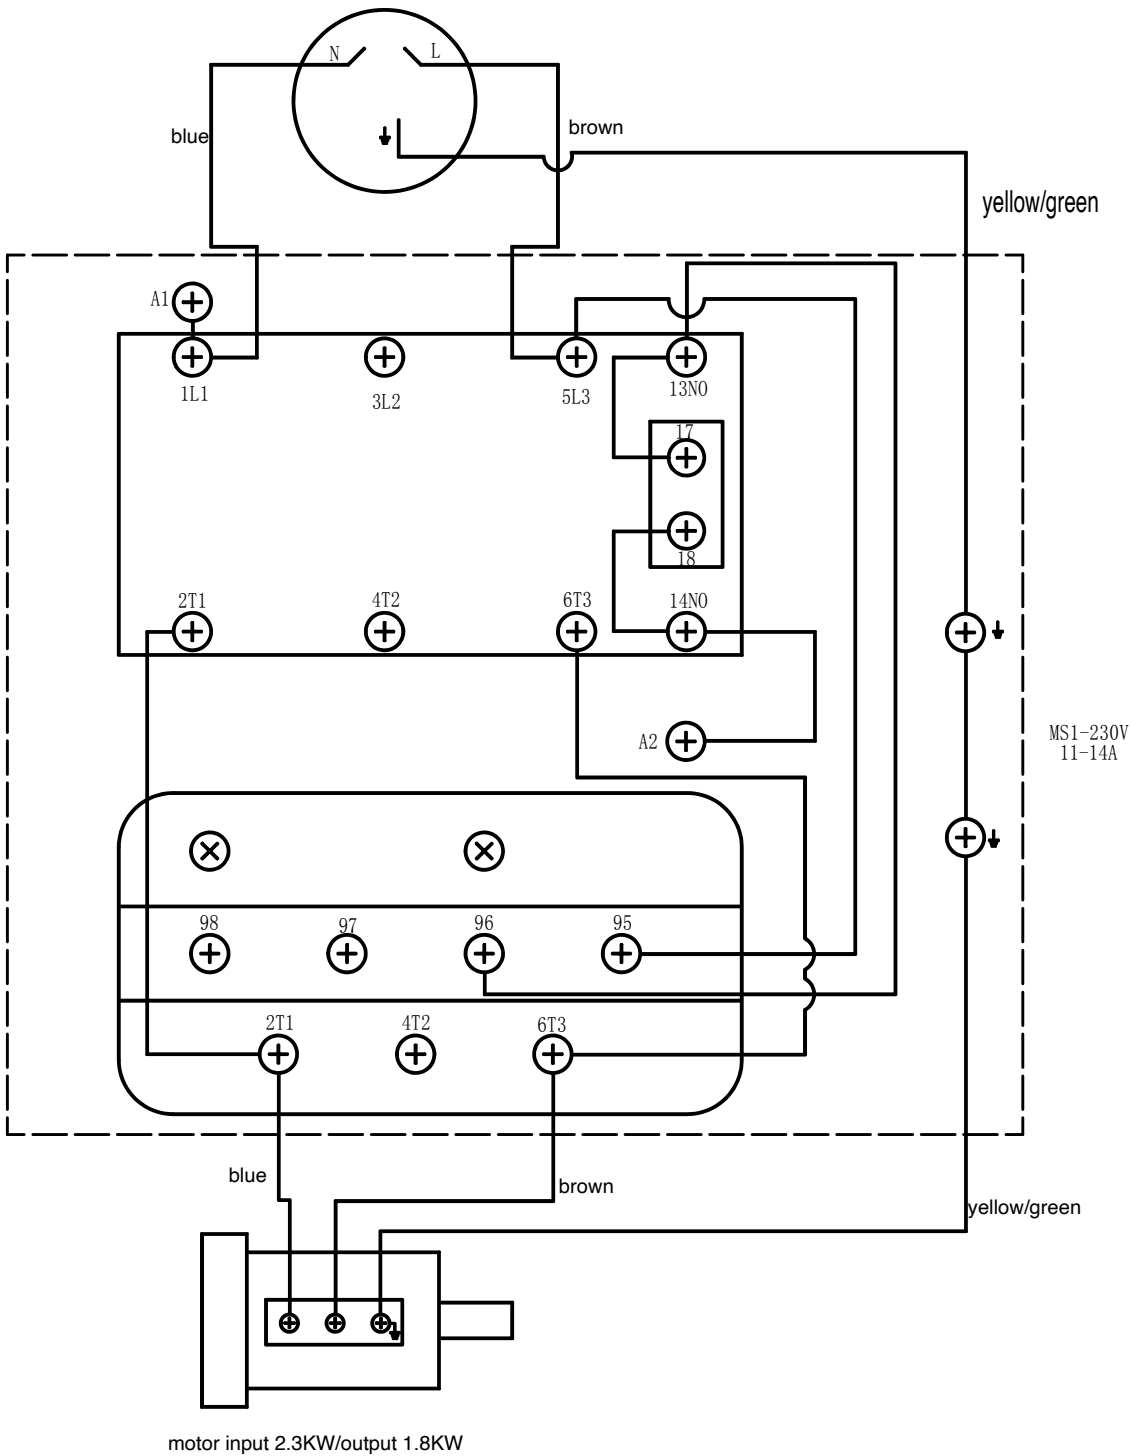 N
L
blue
brown
yellow/green
A1
1L1
3L2
5L3
13NO
17
18
2T1
4T2
6T3
14NO
A2
MS1-230V
11-14A
98
97
96
95
2T1
4T2
6T3
blue
brown
yellow/green
motor input 2.3KW/output 1.8KW